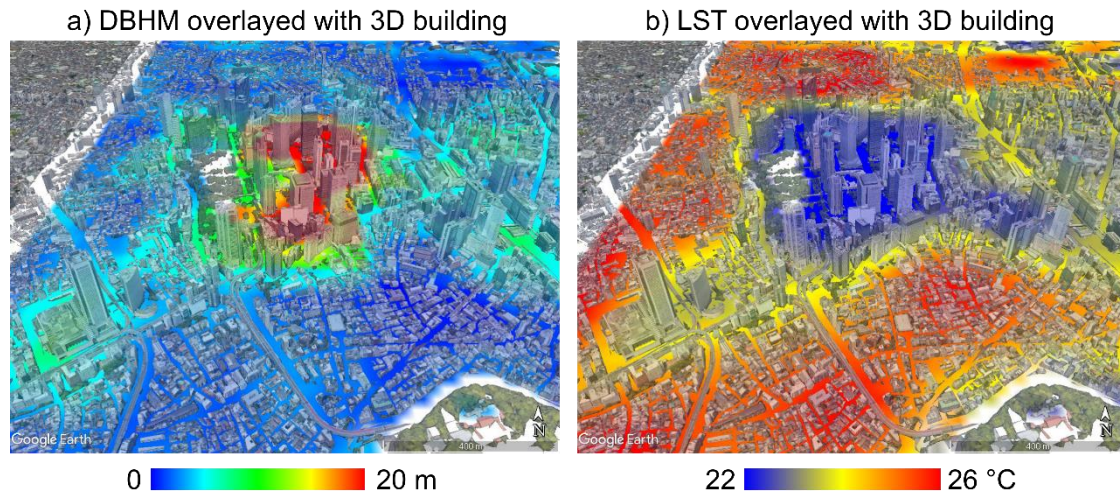 a) DBHM overlayed with 3D building
b) LST overlayed with 3D building
Google Earth
400 m
N
Google Earth
400 m
N
0
20 m
22
26 °C